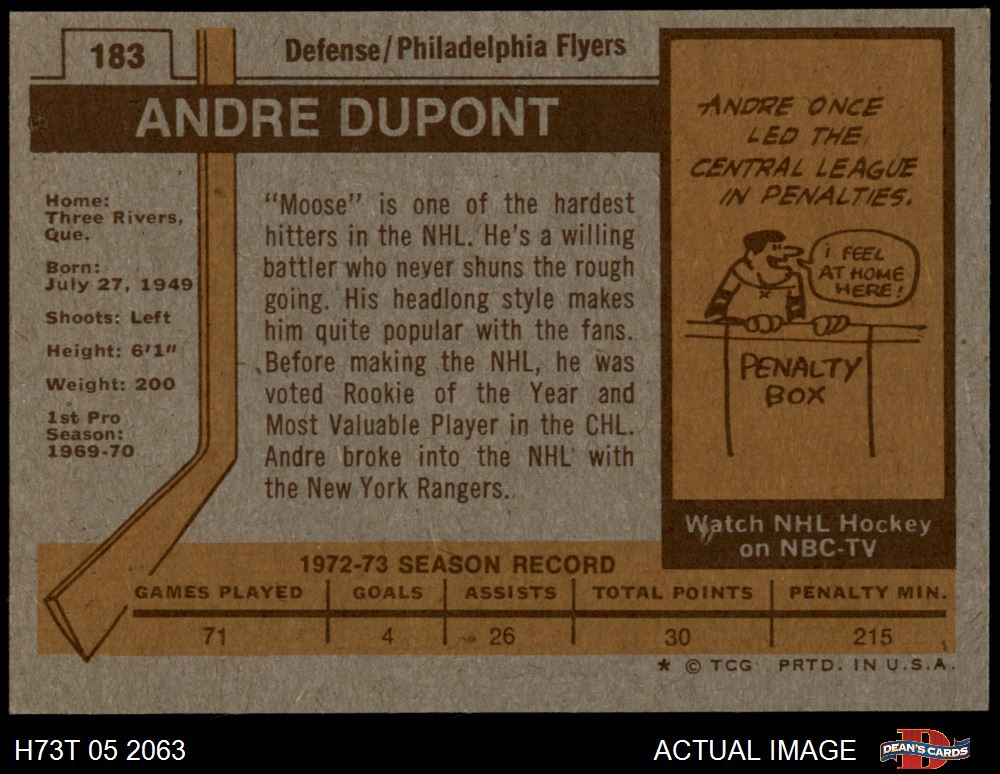 183
Defense/Philadelphia Flyers
ANDRE DUPONT
Home:
Three Rivers,
Que.
Born:
July 27, 1949
Shoots: Left
Height: 6'1"
Weight: 200
1st Pro
Season:
1969-70
"Moose" is one of the hardest
hitters in the NHL. He's a willing
battler who never shuns the rough
going. His headlong style makes
him quite popular with the fans.
Before making the NHL, he was
voted Rookie of the Year and
Most Valuable Player in the CHL.
Andre broke into the NHL with
the New York Rangers.
ANDRE ONCE
LED THE
CENTRAL LEAGUE
IN PENALTIES.
I FEEL
AT HOME
HERE!
PENALTY
BOX
Watch NHL Hockey
on NBC-TV
1972-73 SEASON RECORD
GAMES PLAYED GOALS ASSISTS TOTAL POINTS PENALTY MIN.
71 4 26 30 215
* © TCG PRTD. IN U.S.A.
H73T 05 2063
ACTUAL IMAGE
DEAN'S CARDS